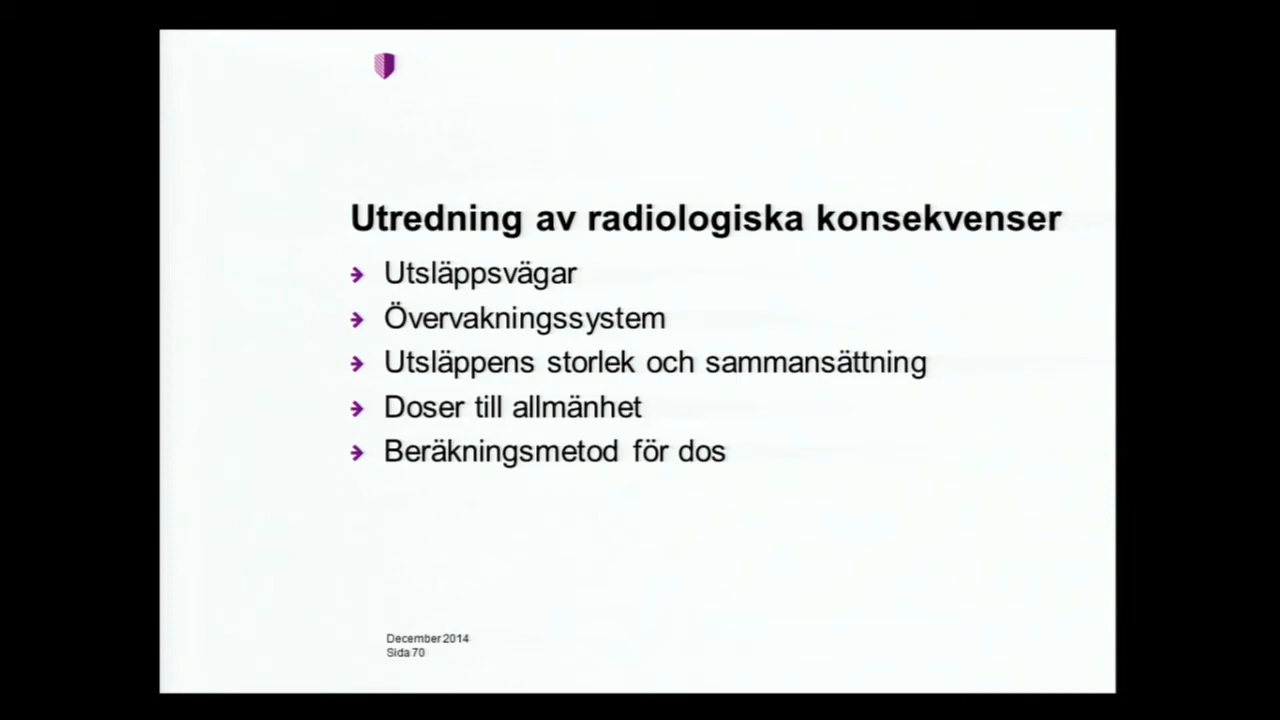 Utredning av radiologiska konsekvenser
Utsläppsvägar
Övervakningssystem
Utsläppens storlek och sammansättning
Doser till allmänhet
Beräkningsmetod för dos
December 2014
Sida 70